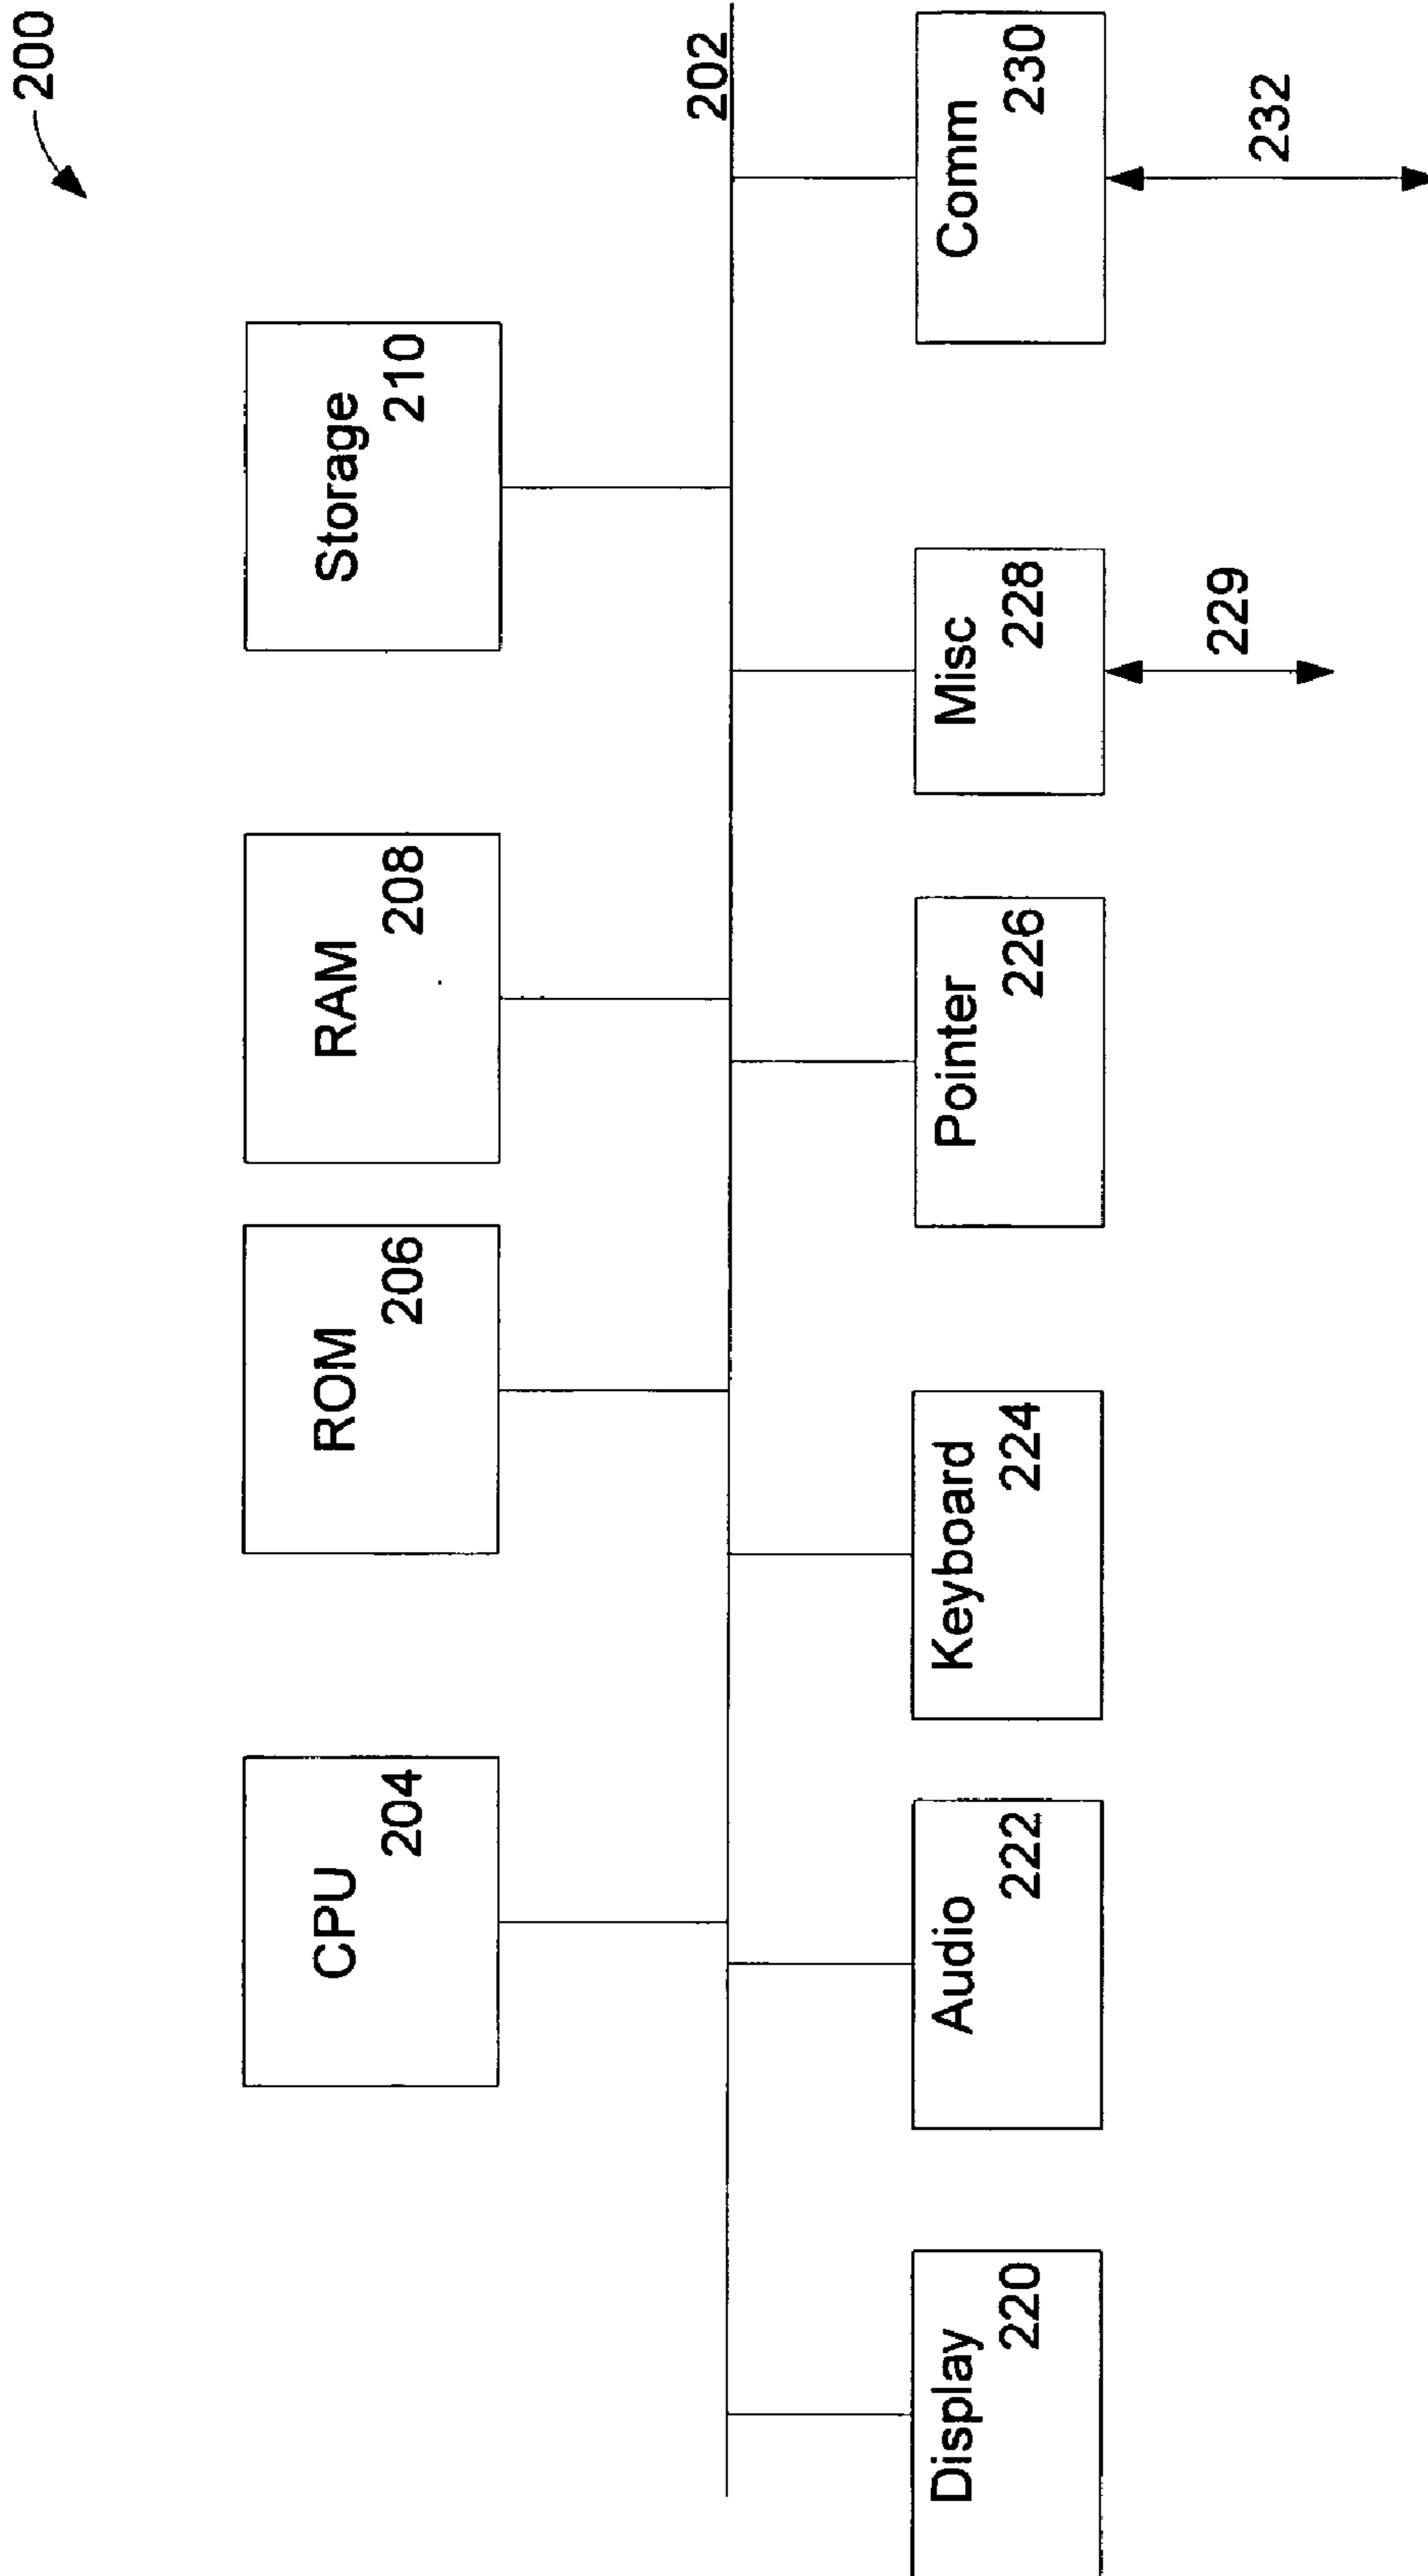 200
CPU
204
ROM
206
RAM
208
Storage
210
202
Display
220
Audio
222
Keyboard
224
Pointer
226
Misc
228
Comm
230
229
232